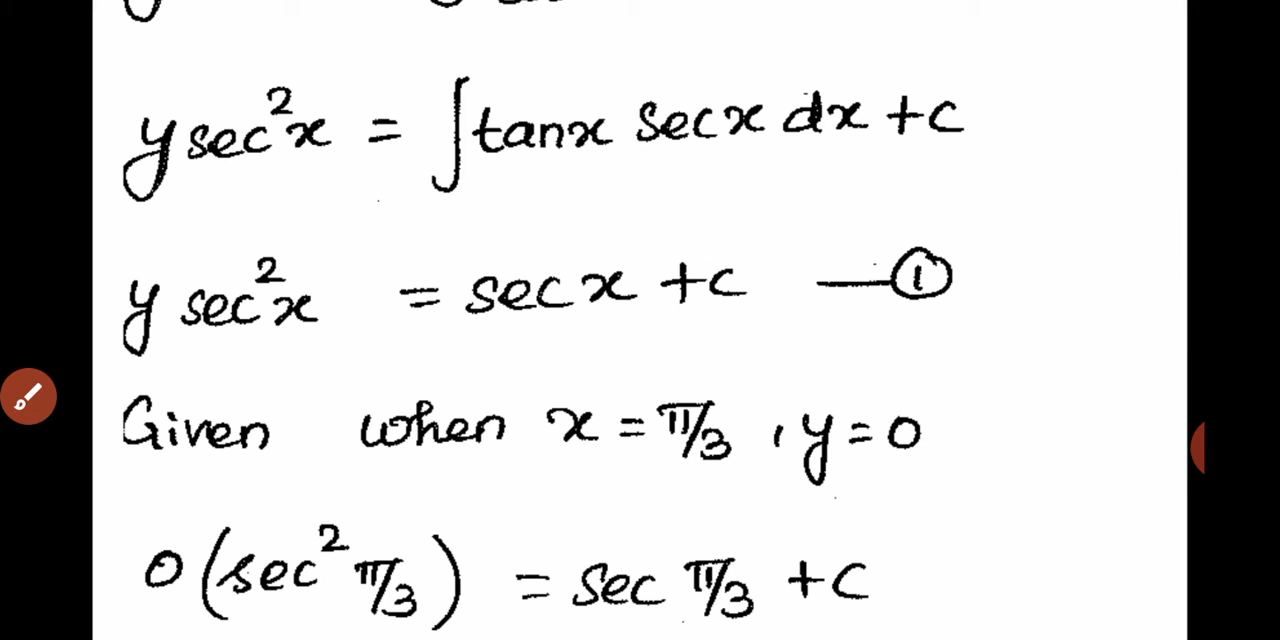 y sec²x = ∫tanx secx dx + c
y sec²x = secx + c —①
Given when x = π/3 , y = 0
0(sec² π/3) = sec π/3 + c